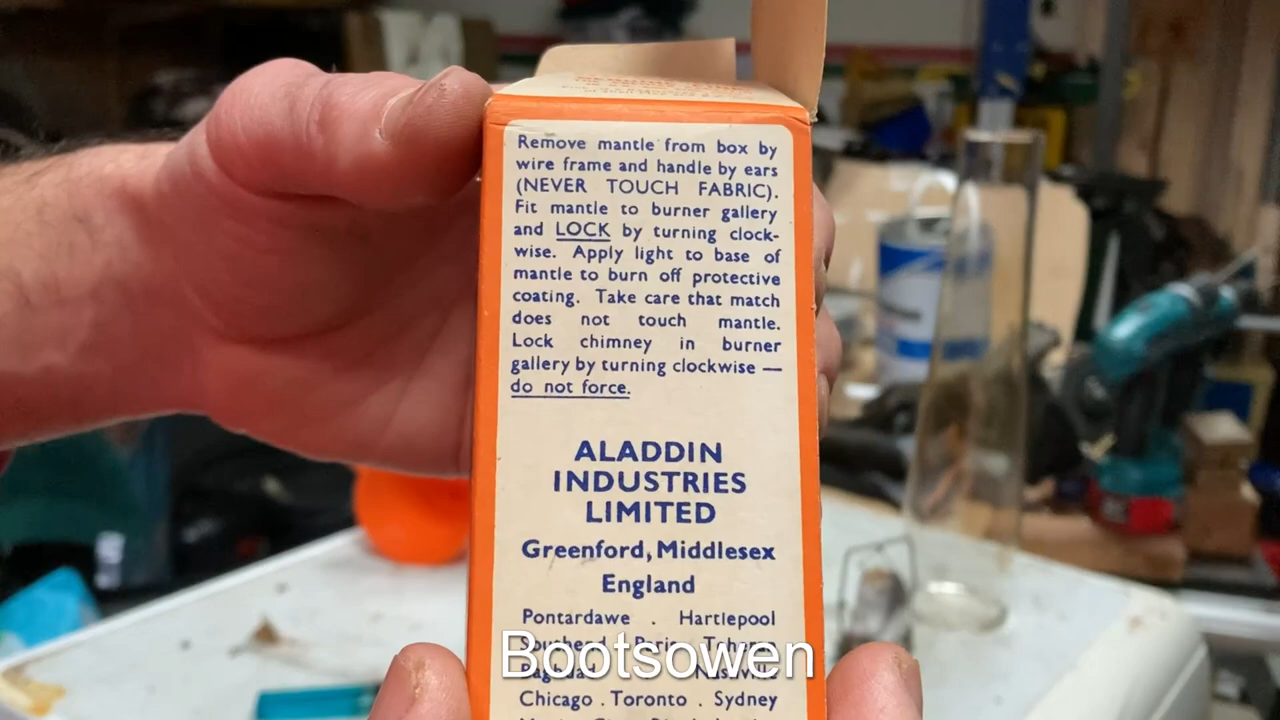 Remove mantle from box by
wire frame and handle by ears
(NEVER TOUCH FABRIC).
Fit mantle to burner gallery
and LOCK by turning clock-
wise. Apply light to base of
mantle to burn off protective
coating. Take care that match
does not touch mantle.
Lock chimney in burner
gallery by turning clockwise —
do not force.
ALADDIN
INDUSTRIES
LIMITED
Greenford, Middlesex
England
Pontardawe . Hartlepool
Bootsowen
Baghdad Nashville
Chicago . Toronto . Sydney